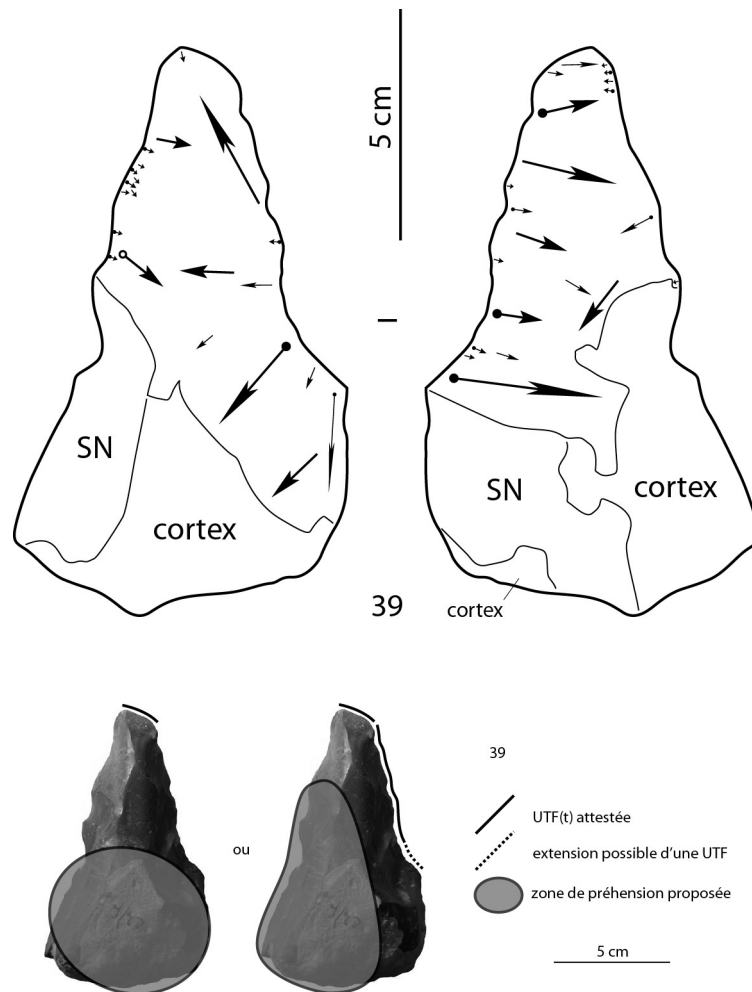 5 cm
SN
cortex
SN
cortex
39
cortex
39
ou
UTF(t) attestée
extension possible d'une UTF
zone de préhension proposée
5 cm